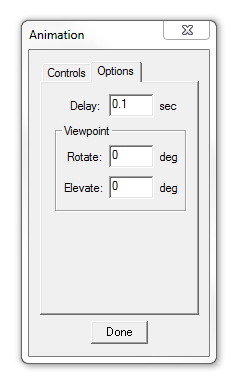 Animation
Controls Options
Delay: 0.1 sec
Viewpoint
Rotate: 0 deg
Elevate: 0 deg
Done